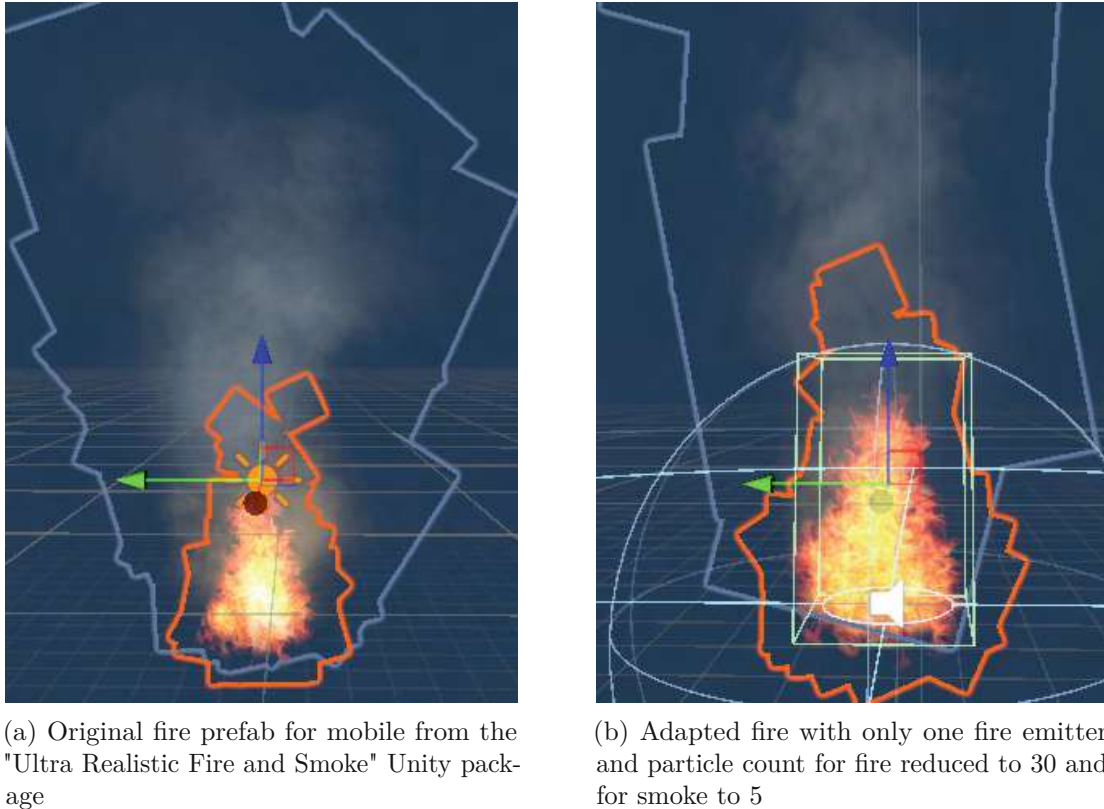 (a) Original fire prefab for mobile from the
"Ultra Realistic Fire and Smoke" Unity pack-
age
(b) Adapted fire with only one fire emitter
and particle count for fire reduced to 30 and
for smoke to 5